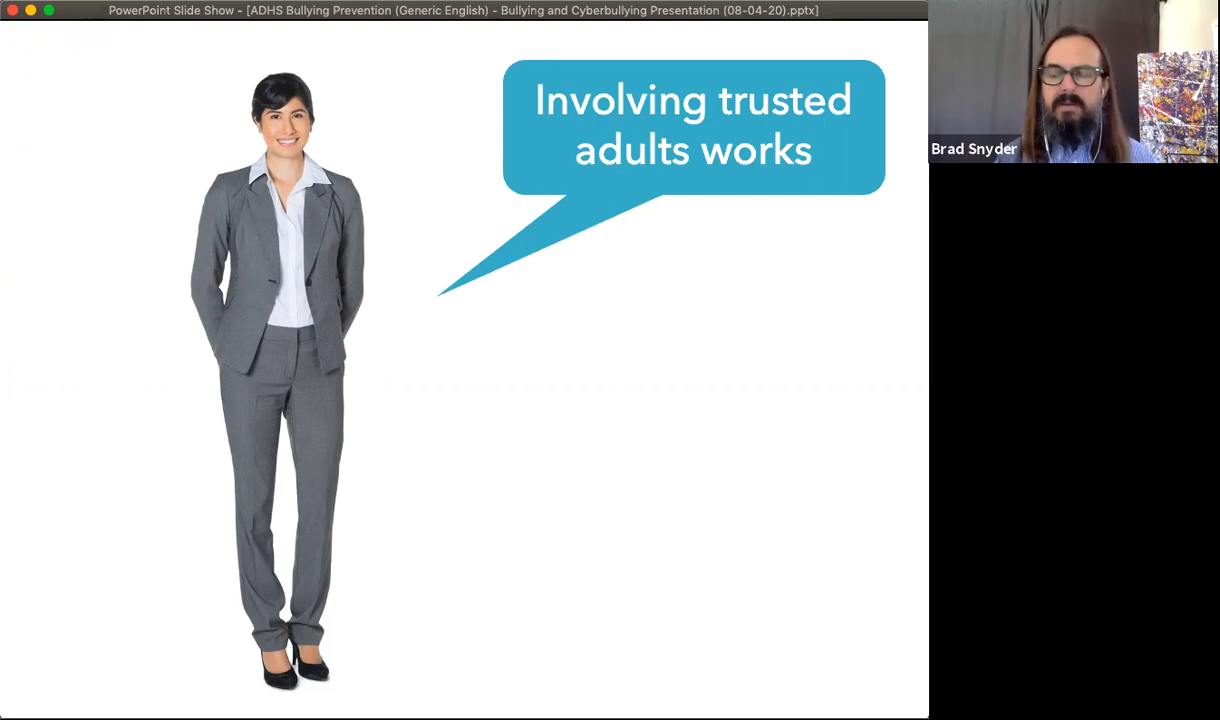 PowerPoint Slide Show - [ADHS Bullying Prevention (Generic English) - Bullying and Cyberbullying Presentation (08-04-20).pptx]
Involving trusted
adults works
Brad Snyder